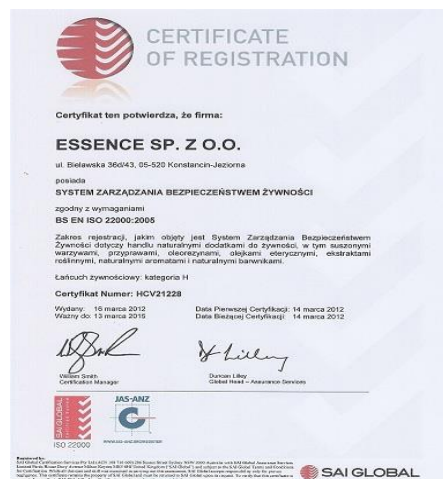 CERTIFICATE
OF REGISTRATION
Certyfikat ten potwierdza, że firma:
ESSENCE SP. Z O.O.
ul. Bielawska 36d/43, 05-520 Konstancin-Jeziorna
posiada
SYSTEM ZARZĄDZANIA BEZPIECZEŃSTWEM ŻYWNOŚCI
zgodny z wymaganiami
BS EN ISO 22000:2005
Zakres rejestracji, jakim objęty jest System Zarządzania Bezpieczeństwem
Żywności dotyczy handlu naturalnymi dodatkami do żywności, w tym suszonymi
warzywami, przyprawami, oleorezynami, olejkami eterycznymi, ekstraktami
roślinnymi, naturalnymi aromatami i naturalnymi barwnikami.
Łańcuch żywnościowy: kategoria H
Certyfikat Numer: HCV21228
Wydany: 16 marca 2012 Data Pierwszej Certyfikacji: 14 marca 2012
Ważny do: 13 marca 2015 Data Bieżącej Certyfikacji: 14 marca 2012
William Smith Duncan Lilley
Certification Manager Global Head – Assurance Services
SAI GLOBAL
ISO 22000
JAS-ANZ
C
Registered by:
SAI GLOBAL